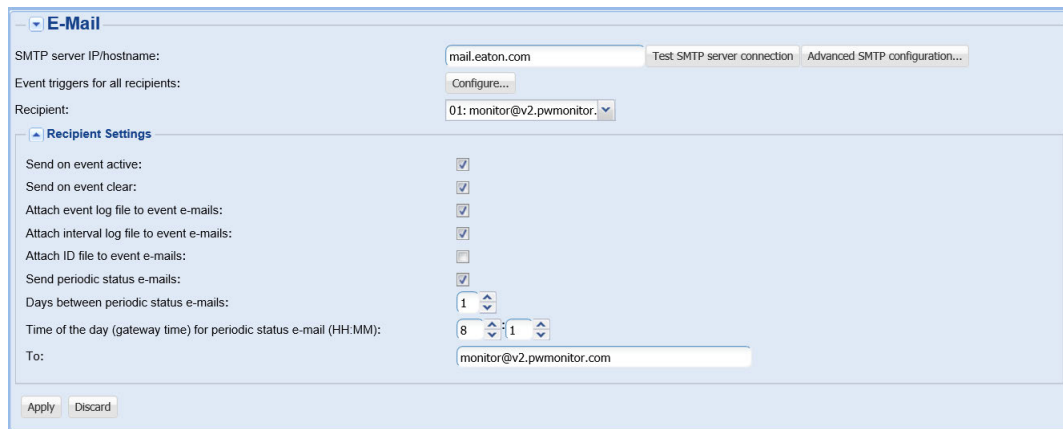 E-Mail
SMTP server IP/hostname: mail.eaton.com Test SMTP server connection Advanced SMTP configuration...
Event triggers for all recipients: Configure...
Recipient: 01: monitor@v2.pwmonitor.
Recipient Settings
Send on event active:
Send on event clear:
Attach event log file to event e-mails:
Attach interval log file to event e-mails:
Attach ID file to event e-mails:
Send periodic status e-mails:
Days between periodic status e-mails: 1
Time of the day (gateway time) for periodic status e-mail (HH:MM): 8 : 1
To: monitor@v2.pwmonitor.com
Apply Discard